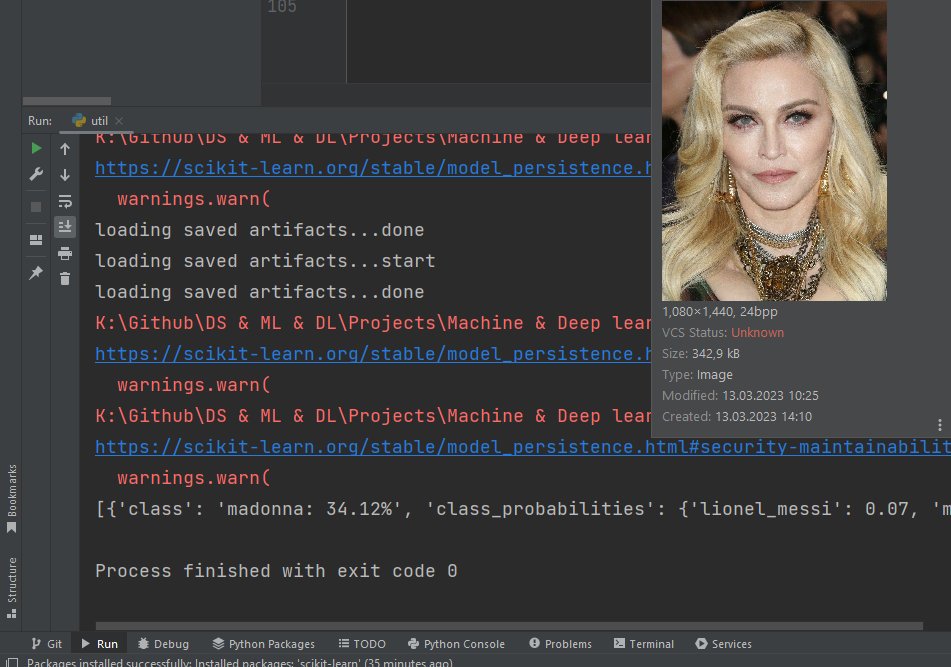 105
Run: util
K:\Github\DS & ML & DL\Projects\Machine & Deep lear
https://scikit-learn.org/stable/model_persistence.h
warnings.warn(
loading saved artifacts...done
loading saved artifacts...start
loading saved artifacts...done
K:\Github\DS & ML & DL\Projects\Machine & Deep lear
https://scikit-learn.org/stable/model_persistence.h
warnings.warn(
K:\Github\DS & ML & DL\Projects\Machine & Deep lear
https://scikit-learn.org/stable/model_persistence.html#security-maintainabilit
warnings.warn(
[{'class': 'madonna: 34.12%', 'class_probabilities': {'lionel_messi': 0.07, 'm
Process finished with exit code 0
1,080×1,440, 24bpp
VCS Status: Unknown
Size: 342,9 kB
Type: Image
Modified: 13.03.2023 10:25
Created: 13.03.2023 14:10
Bookmarks
Structure
Git Run Debug Python Packages TODO Python Console Problems Terminal Services
Packages installed successfully: Installed packages: 'scikit-learn' (35 minutes ago)